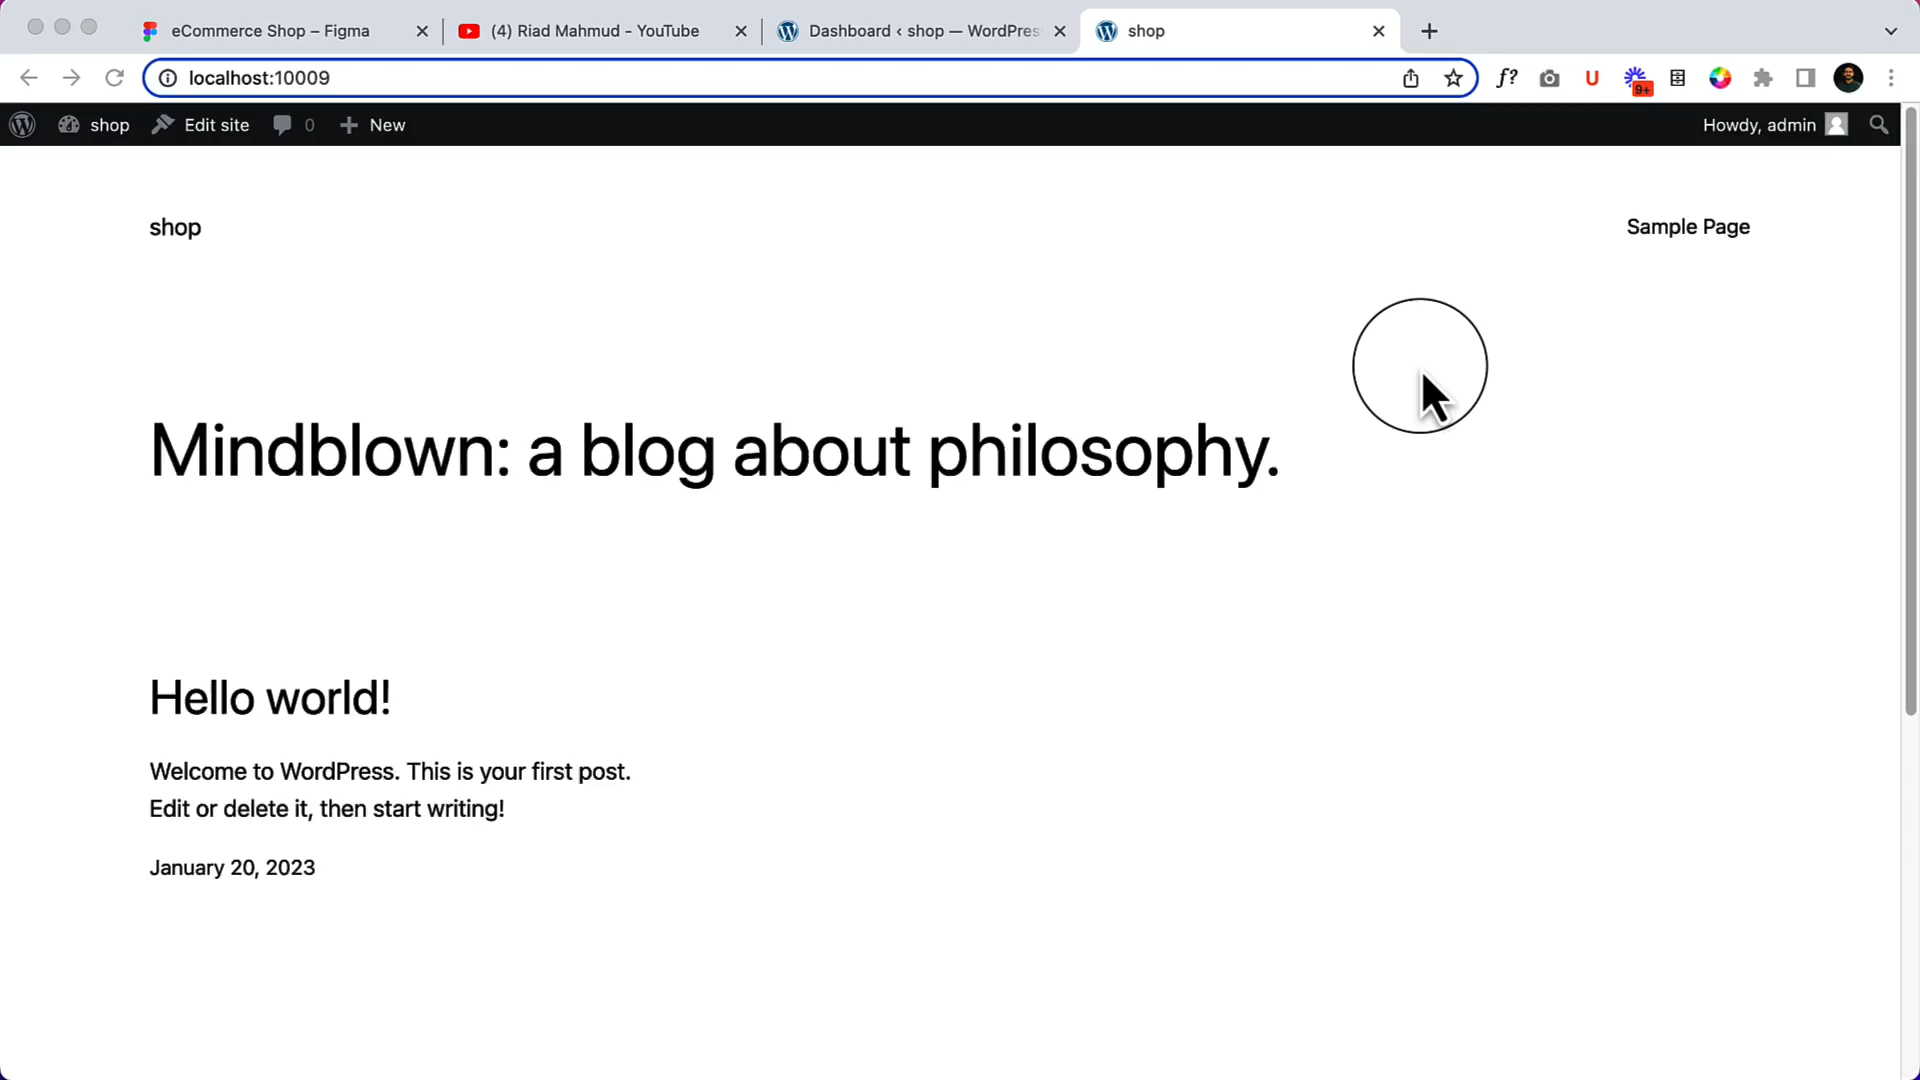 eCommerce Shop – Figma
(4) Riad Mahmud - YouTube
Dashboard ‹ shop — WordPres
shop
localhost:10009
f?
U
9+
shop
Edit site
0
New
Howdy, admin
shop
Sample Page
Mindblown: a blog about philosophy.
Hello world!
Welcome to WordPress. This is your first post.
Edit or delete it, then start writing!
January 20, 2023